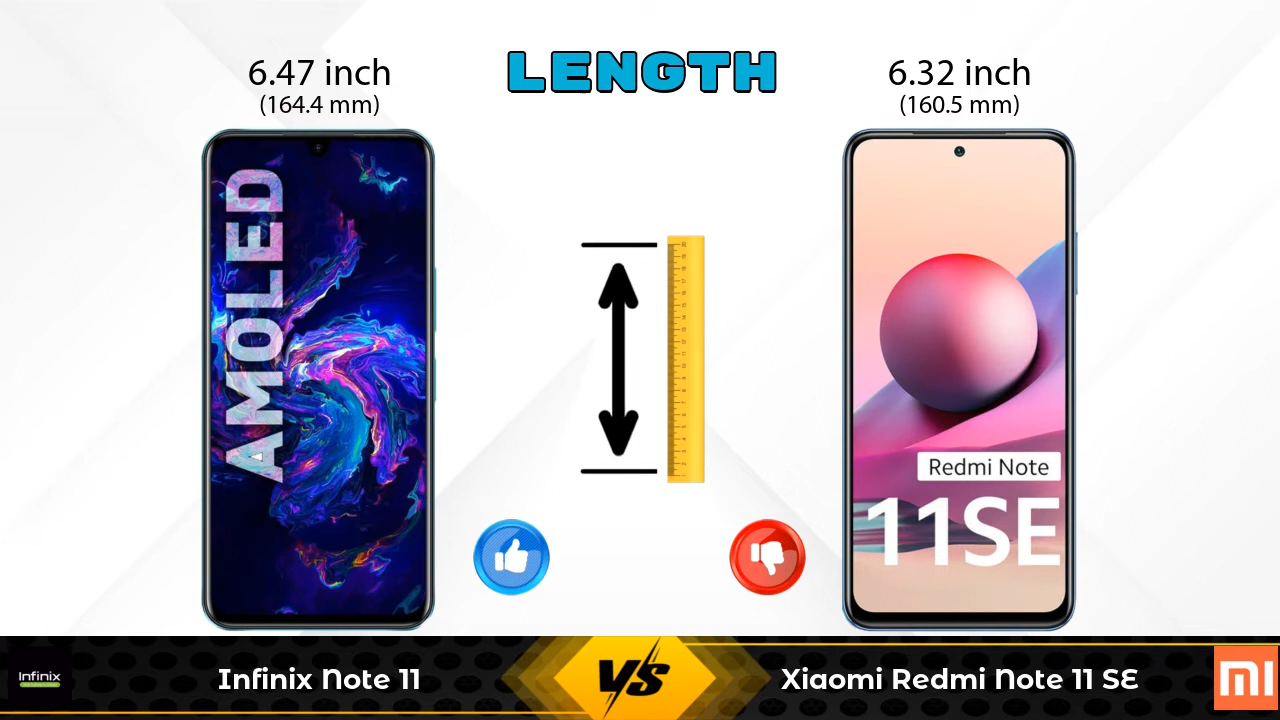 LENGTH
6.47 inch
(164.4 mm)
6.32 inch
(160.5 mm)
AMOLED
Redmi Note
11SE
Infinix
Infinix Note 11
VS
Xiaomi Redmi Note 11 SE
MI